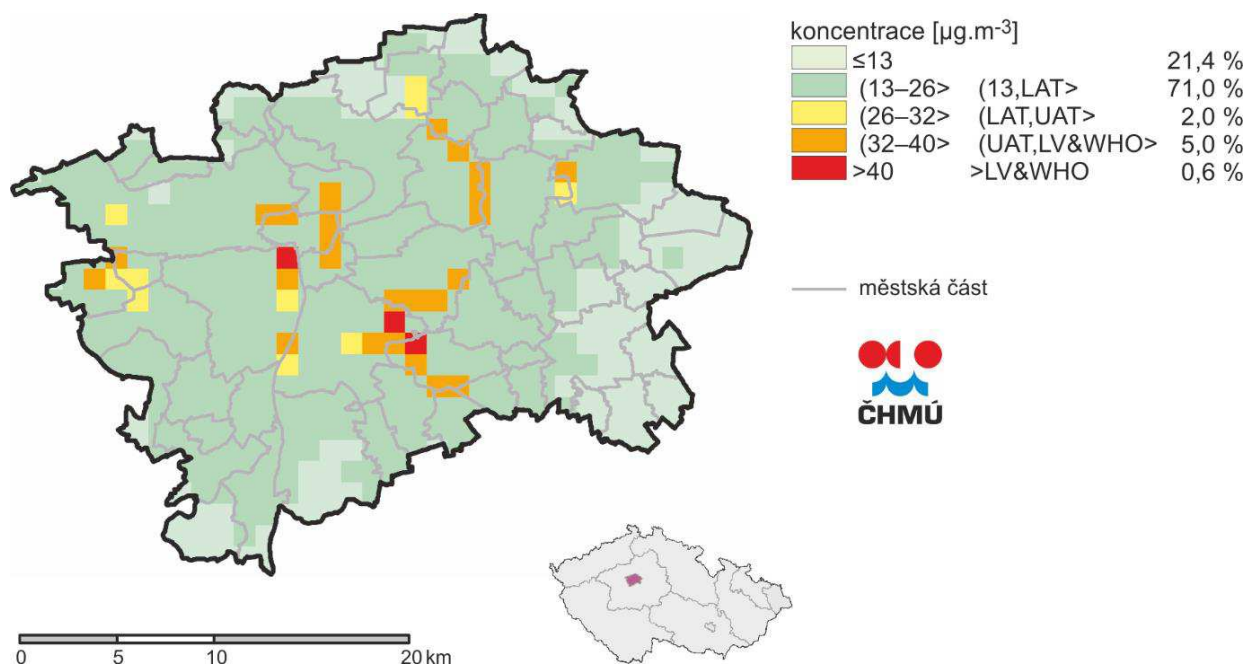 koncentrace [µg.m-3]
≤13 21,4 %
(13–26> (13,LAT> 71,0 %
(26–32> (LAT,UAT> 2,0 %
(32–40> (UAT,LV&WHO> 5,0 %
>40 >LV&WHO 0,6 %
městská část
ČHMÚ
0 5 10 20 km